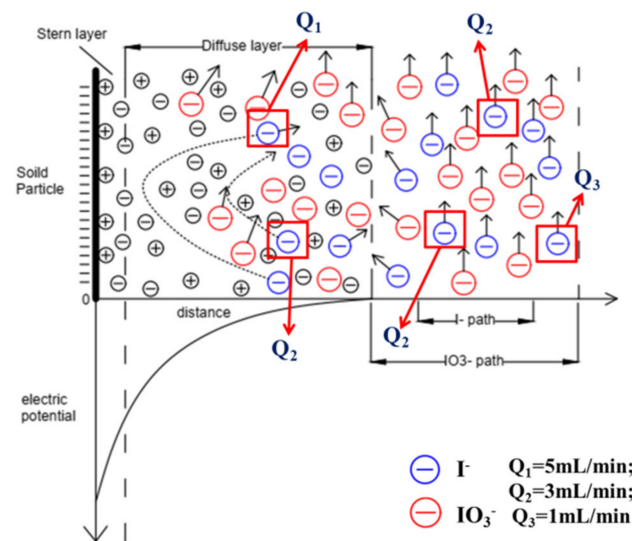 Q1
Q2
Stern layer
Diffuse layer
Soild
Particle
Q3
0
distance
Q2
Q2
I- path
IO3- path
electric
potential
I- Q1=5mL/min;
Q2=3mL/min;
IO3- Q3=1mL/min